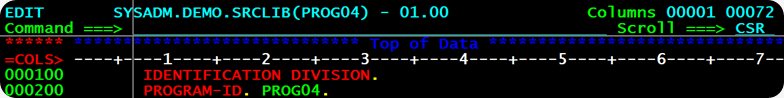 EDIT       SYSADM.DEMO.SRCLIB(PROG04) - 01.00                 Columns 00001 00072
Command ===>                                                  Scroll ===> CSR
****** ***************************** Top of Data ******************************
=COLS> ----+----1----+----2----+----3----+----4----+----5----+----6----+----7--
000100        IDENTIFICATION DIVISION.
000200        PROGRAM-ID. PROG04.